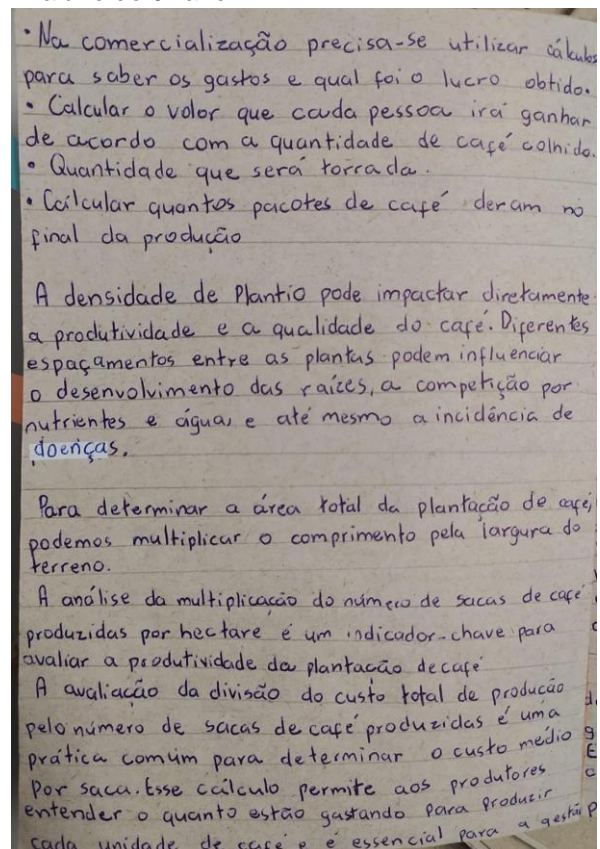 · Na comercialização precisa-se utilizar cálculos
para saber os gastos e qual foi o lucro obtido.
· Calcular o valor que cada pessoa irá ganhar
de acordo com a quantidade de café colhido.
· Quantidade que será torrada.
· Calcular quantos pacotes de café deram no
final da produção
A densidade de Plantio pode impactar diretamente
a produtividade e a qualidade do café. Diferentes
espaçamentos entre as plantas podem influenciar
o desenvolvimento das raízes, a competição por
nutrientes e água, e até mesmo a incidência de
doenças.
Para determinar a área total da plantação de café,
podemos multiplicar o comprimento pela largura do
terreno.
A análise da multiplicação do número de sacas de café
produzidas por hectare é um indicador-chave para
avaliar a produtividade da plantação de café
A avaliação da divisão do custo total de produção
pelo número de sacas de café produzidas é uma
prática comum para determinar o custo médio
Por saca. Esse cálculo permite aos produtores
entender o quanto estão gastando Para Produzir
cada unidade de café e é essencial para a